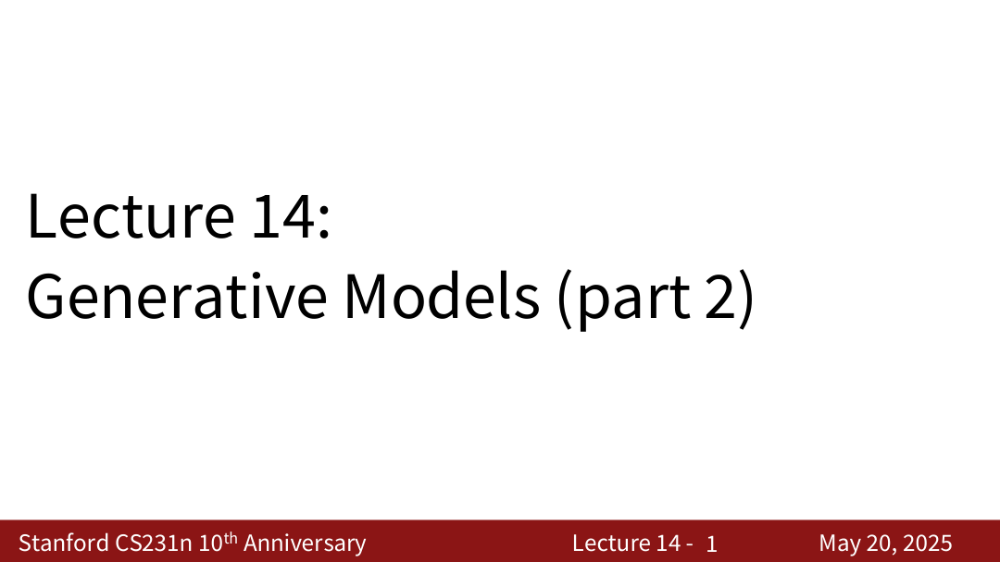 Lecture 14:
Generative Models (part 2)
Stanford CS231n 10th Anniversary
Lecture 14 - 1
May 20, 2025